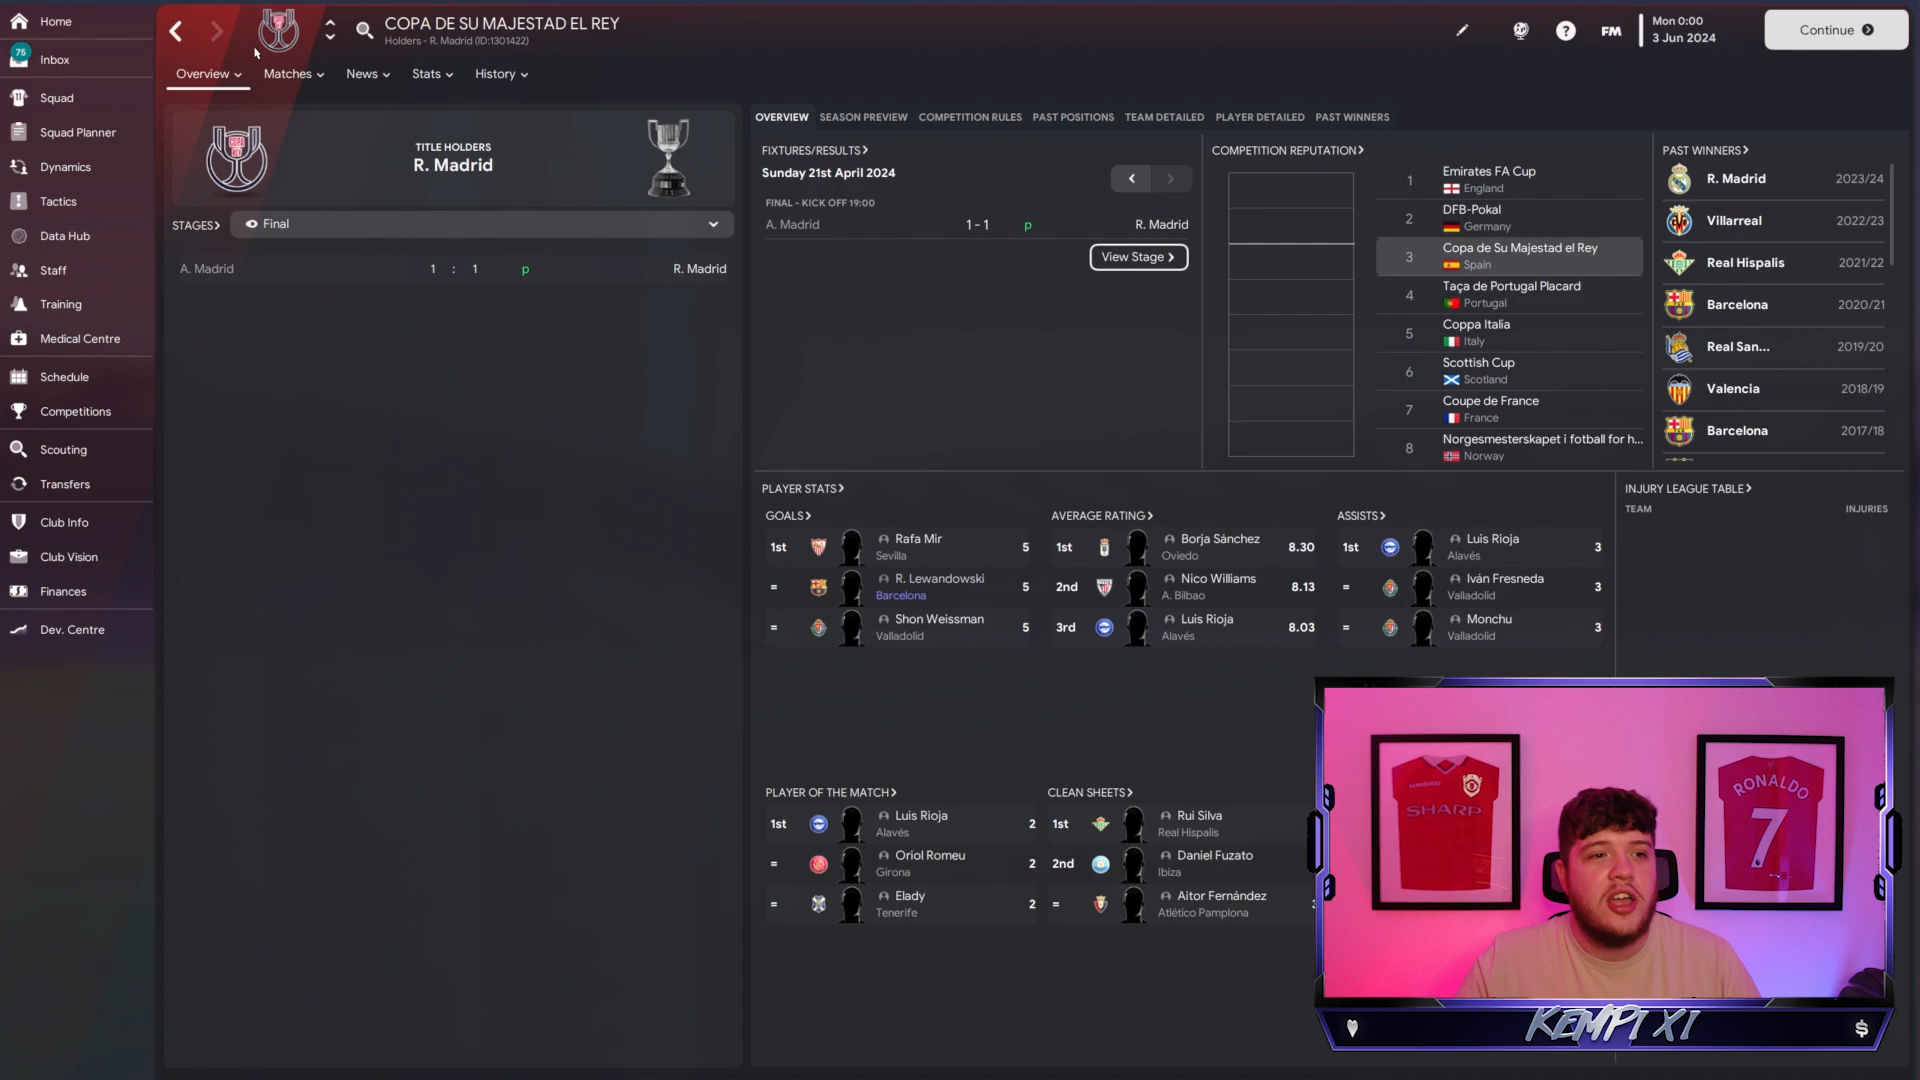 Home
75
Inbox
Squad
Squad Planner
Dynamics
Tactics
Data Hub
Staff
Training
Medical Centre
Schedule
Competitions
Scouting
Transfers
Club Info
Club Vision
Finances
Dev. Centre
COPA DE SU MAJESTAD EL REY
Holders - R. Madrid (ID:1301422)
FM
Mon 0:00
3 Jun 2024
Continue
Overview
Matches
News
Stats
History
TITLE HOLDERS
R. Madrid
STAGES
Final
A. Madrid 1 : 1 p R. Madrid
OVERVIEW
SEASON PREVIEW
COMPETITION RULES
PAST POSITIONS
TEAM DETAILED
PLAYER DETAILED
PAST WINNERS
FIXTURES/RESULTS
Sunday 21st April 2024
FINAL - KICK OFF 19:00
A. Madrid 1 - 1 p R. Madrid
View Stage
COMPETITION REPUTATION
1 Emirates FA Cup
England
2 DFB-Pokal
Germany
3 Copa de Su Majestad el Rey
Spain
4 Taça de Portugal Placard
Portugal
5 Coppa Italia
Italy
6 Scottish Cup
Scotland
7 Coupe de France
France
8 Norgesmesterskapet i fotball for h...
Norway
PAST WINNERS
R. Madrid 2023/24
Villarreal 2022/23
Real Hispalis 2021/22
Barcelona 2020/21
Real San... 2019/20
Valencia 2018/19
Barcelona 2017/18
PLAYER STATS
GOALS
1st Rafa Mir 5
Sevilla
= R. Lewandowski 5
Barcelona
= Shon Weissman 5
Valladolid
AVERAGE RATING
1st Borja Sánchez 8.30
Oviedo
2nd Nico Williams 8.13
A. Bilbao
3rd Luis Rioja 8.03
Alavés
ASSISTS
1st Luis Rioja 3
Alavés
= Iván Fresneda 3
Valladolid
= Monchu 3
Valladolid
INJURY LEAGUE TABLE
TEAM INJURIES
PLAYER OF THE MATCH
1st Luis Rioja 2
Alavés
= Oriol Romeu 2
Girona
= Elady 2
Tenerife
CLEAN SHEETS
1st Rui Silva
Real Hispalis
2nd Daniel Fuzato
Ibiza
= Aitor Fernández
Atlético Pamplona
SHARP
RONALDO
7
KEMPI XI